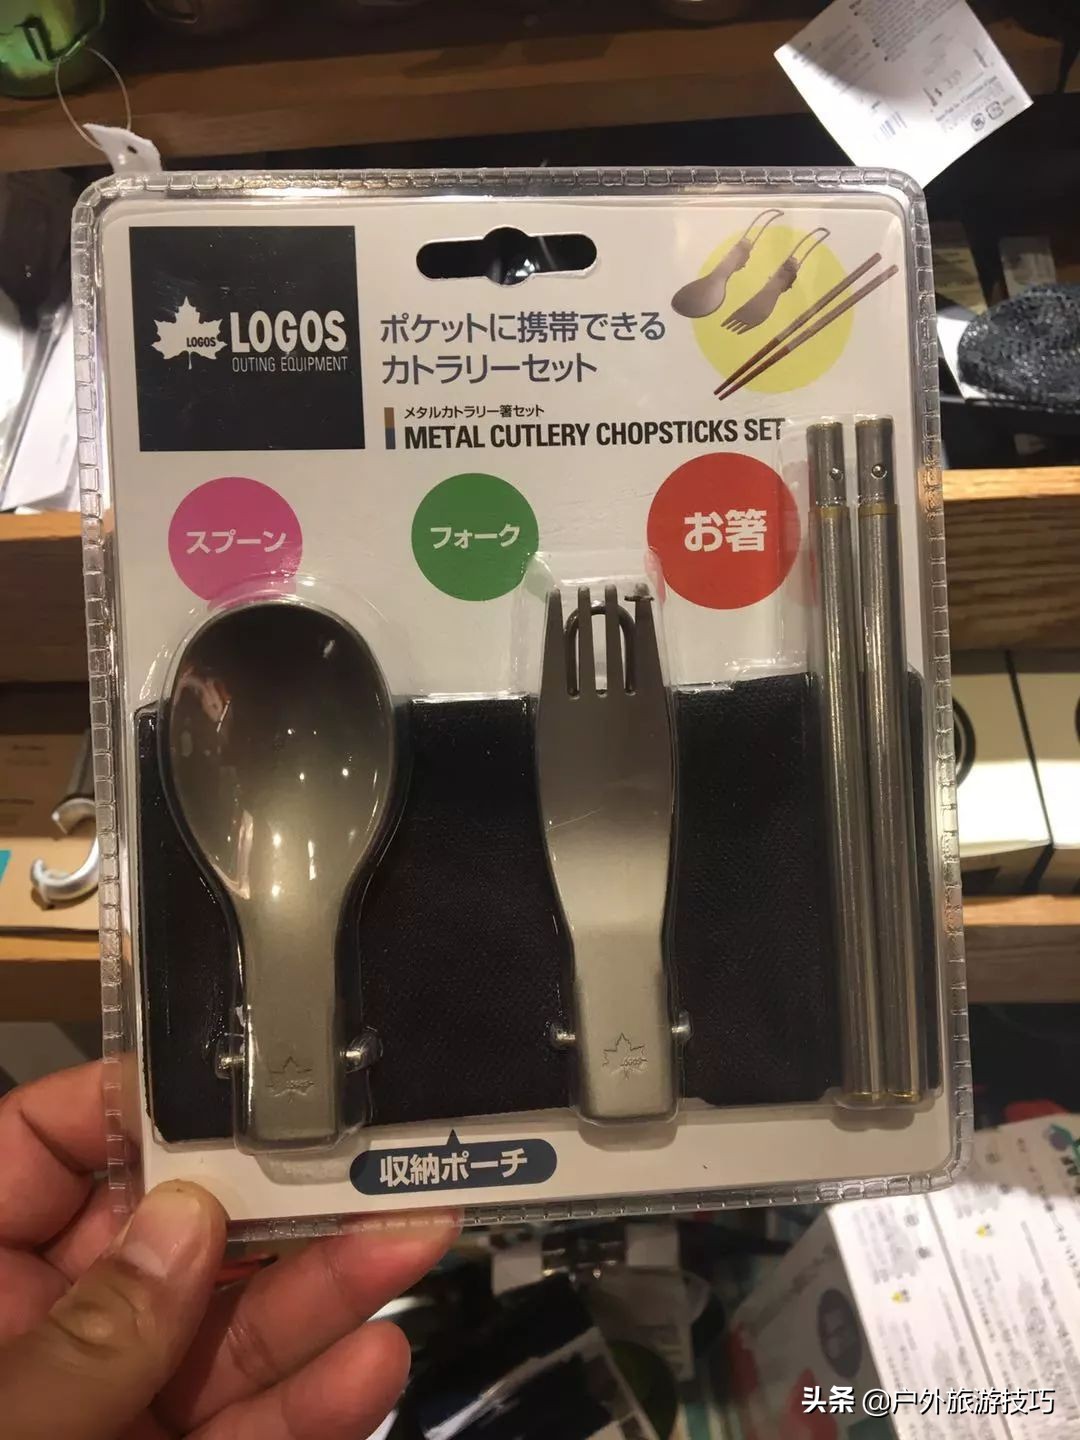 LOGOS
LOGOS
OUTING EQUIPMENT
ポケットに携帯できる
カトラリーセット
メタルカトラリー箸セット
METAL CUTLERY CHOPSTICKS SET
スプーン
フォーク
お箸
LOGOS
LOGOS
収納ポーチ
头条 @户外旅游技巧